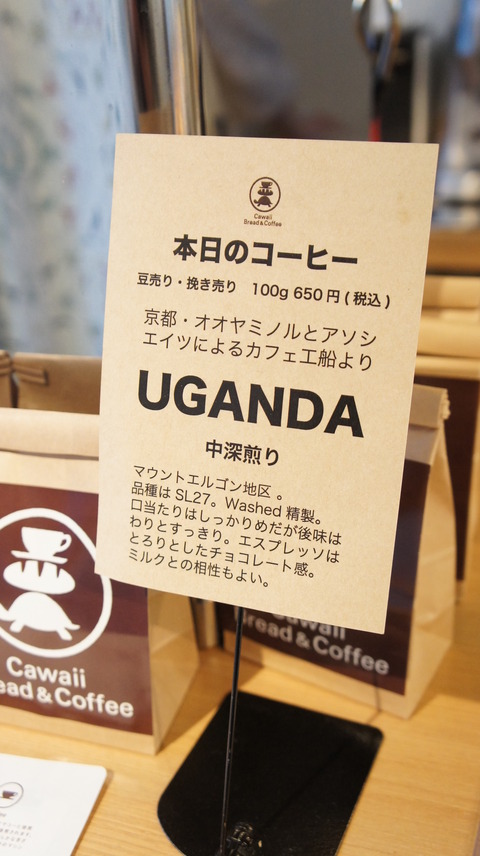 Cawaii
Bread & Coffee
本日のコーヒー
豆売り・挽き売り 100g 650円(税込)
京都・オオヤミノルとアソシ
エイツによるカフェ工船より
UGANDA
中深煎り
マウントエルゴン地区 。
品種は SL27。Washed 精製。
口当たりはしっかりめだが後味は
わりとすっきり。エスプレッソは
とろりとしたチョコレート感。
ミルクとの相性もよい。
Cawaii
ead & Coffee
Cawaii
Bread & Coffee